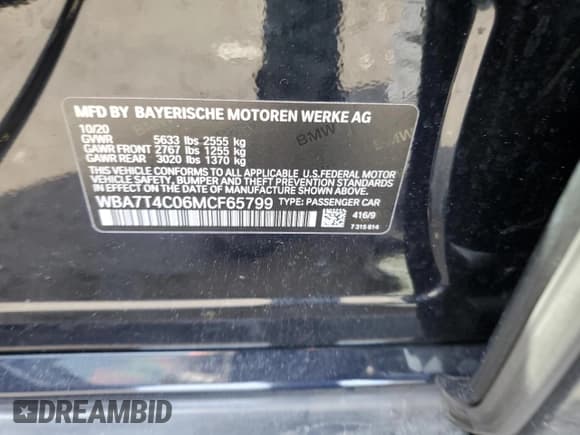 MFD BY BAYERISCHE MOTOREN WERKE AG
10/20
GVWR 5633 lbs 2555 kg
GAWR FRONT 2767 lbs 1255 kg
GAWR REAR 3020 lbs 1370 kg
THIS VEHICLE CONFORMS TO ALL APPLICABLE U.S.FEDERAL MOTOR
VEHICLE SAFETY, BUMPER AND THEFT PREVENTION STANDARDS IN
EFFECT ON THE DATE OF MANUFACTURE SHOWN ABOVE.
WBA7T4C06MCF65799 TYPE: PASSENGER CAR
416/9
7 315 814
BMW
BMW
DREAMBID